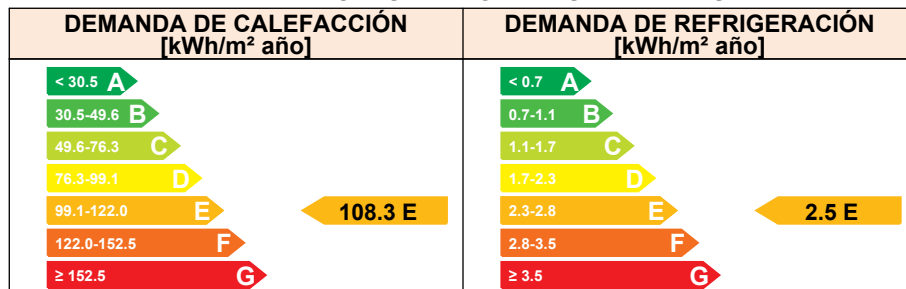 DEMANDA DE CALEFACCIÓN
[kWh/m² año]
< 30.5 A
30.5-49.6 B
49.6-76.3 C
76.3-99.1 D
99.1-122.0 E
108.3 E
122.0-152.5 F
≥ 152.5 G
DEMANDA DE REFRIGERACIÓN
[kWh/m² año]
< 0.7 A
0.7-1.1 B
1.1-1.7 C
1.7-2.3 D
2.3-2.8 E
2.5 E
2.8-3.5 F
≥ 3.5 G